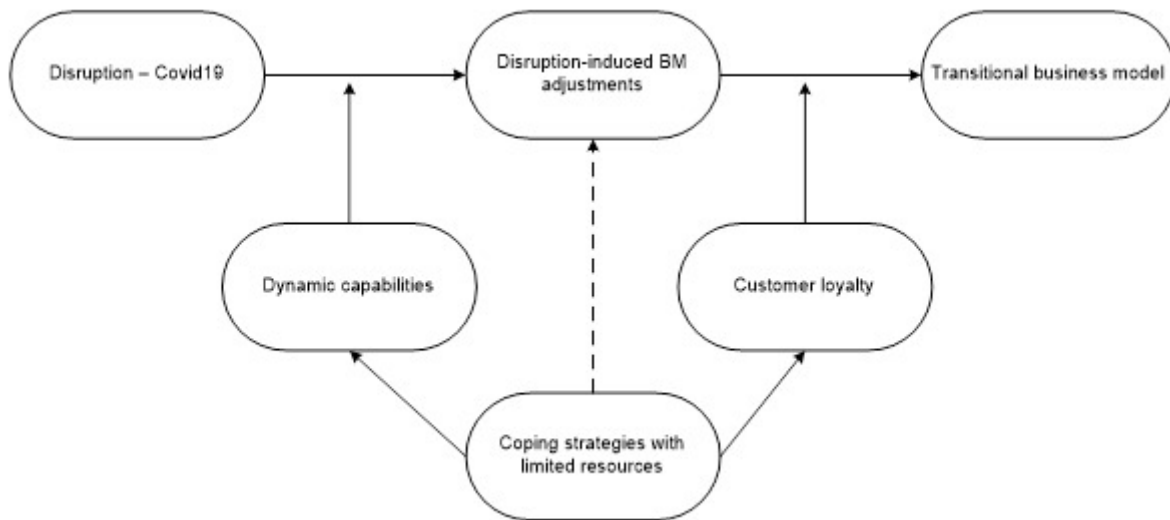 Disruption – Covid19
Disruption-induced BM
adjustments
Transitional business model
Dynamic capabilities
Customer loyalty
Coping strategies with
limited resources